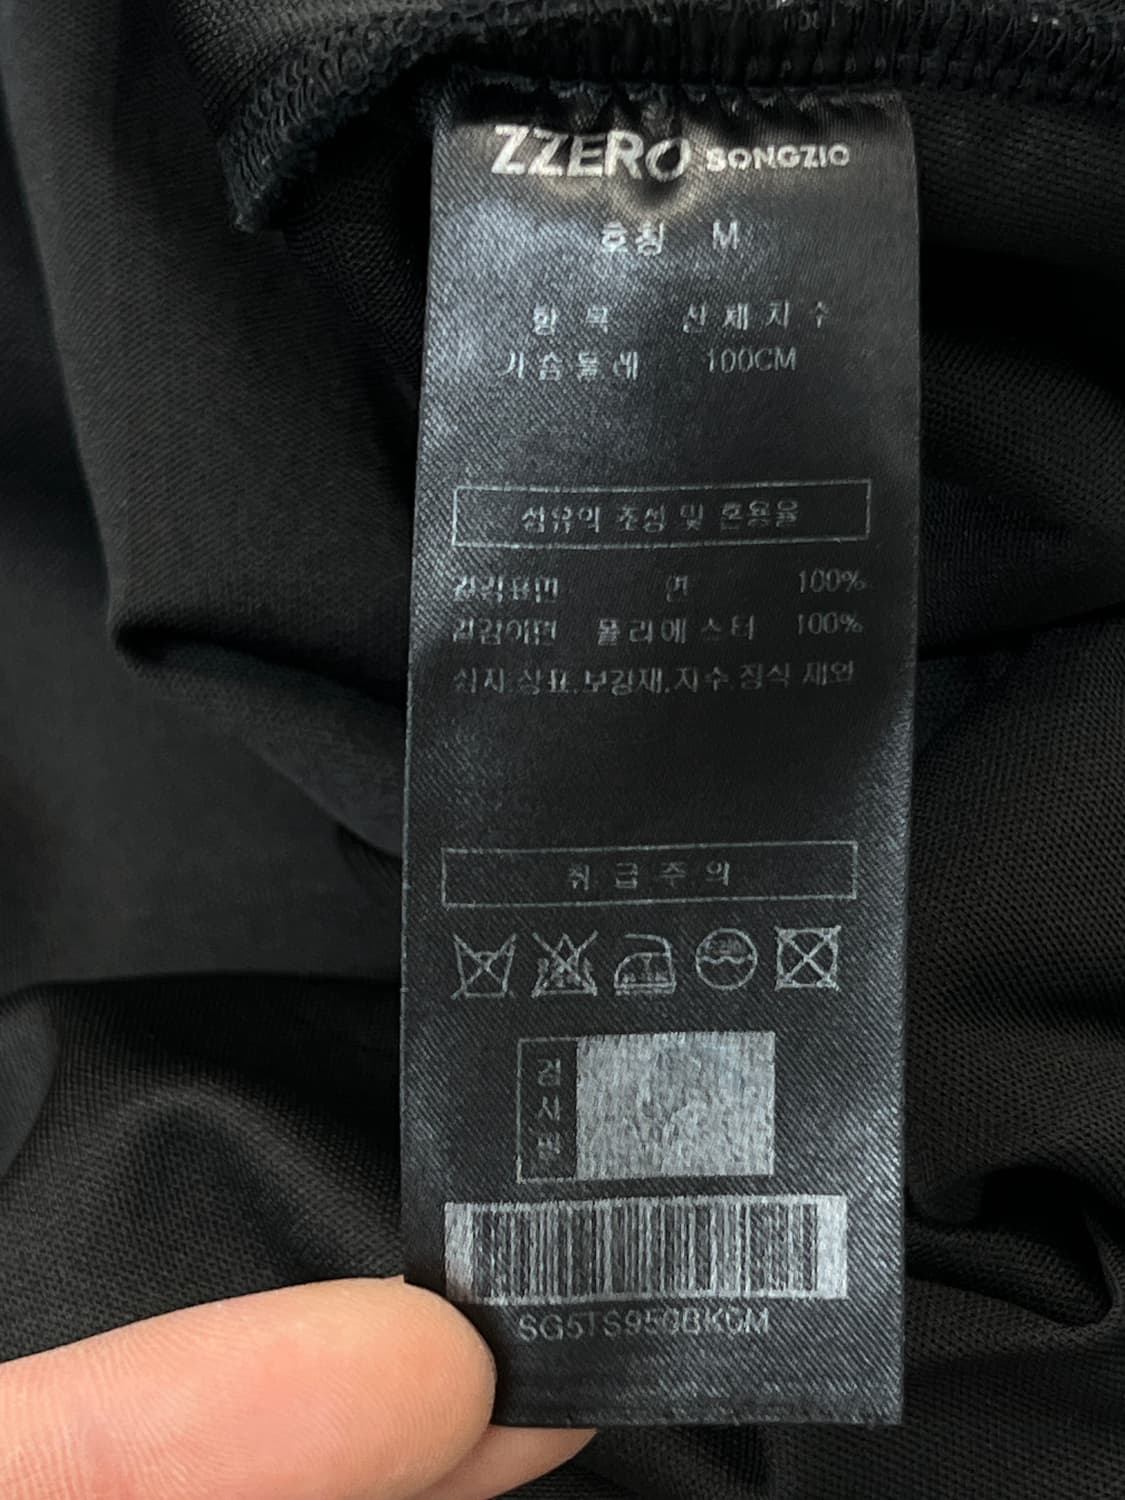 ZZERO SONGZIO
호칭 M
항목 신체치수
가슴둘레 100CM
섬유의 조성 및 혼용율
겉감표면 면 100%
겉감이면 폴리에스터 100%
심지,상표,보강재,자수,장식 제외
취급주의
검사필